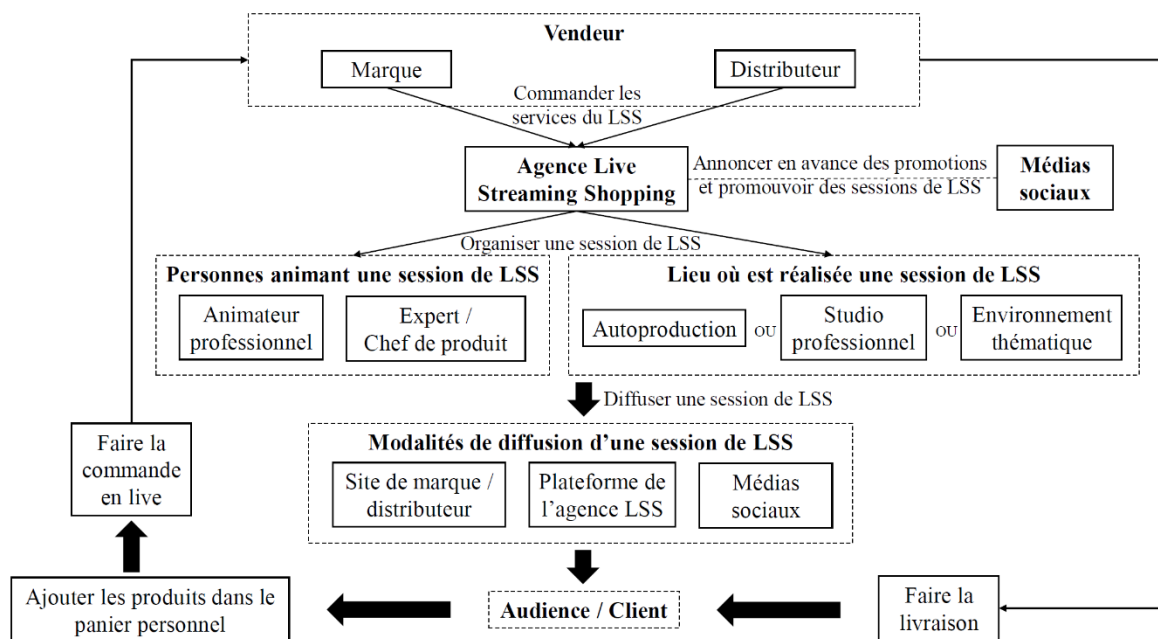 Vendeur
Marque
Distributeur
Commander les
services du LSS
Agence Live
Streaming Shopping
Annoncer en avance des promotions
et promouvoir des sessions de LSS
Médias
sociaux
Organiser une session de LSS
Personnes animant une session de LSS
Animateur
professionnel
Expert /
Chef de produit
Lieu où est réalisée une session de LSS
Autoproduction
OU
Studio
professionnel
OU
Environnement
thématique
Diffuser une session de LSS
Modalités de diffusion d’une session de LSS
Site de marque /
distributeur
Plateforme de
l’agence LSS
Médias
sociaux
Faire la
commande
en live
Ajouter les produits dans le
panier personnel
Audience / Client
Faire la
livraison